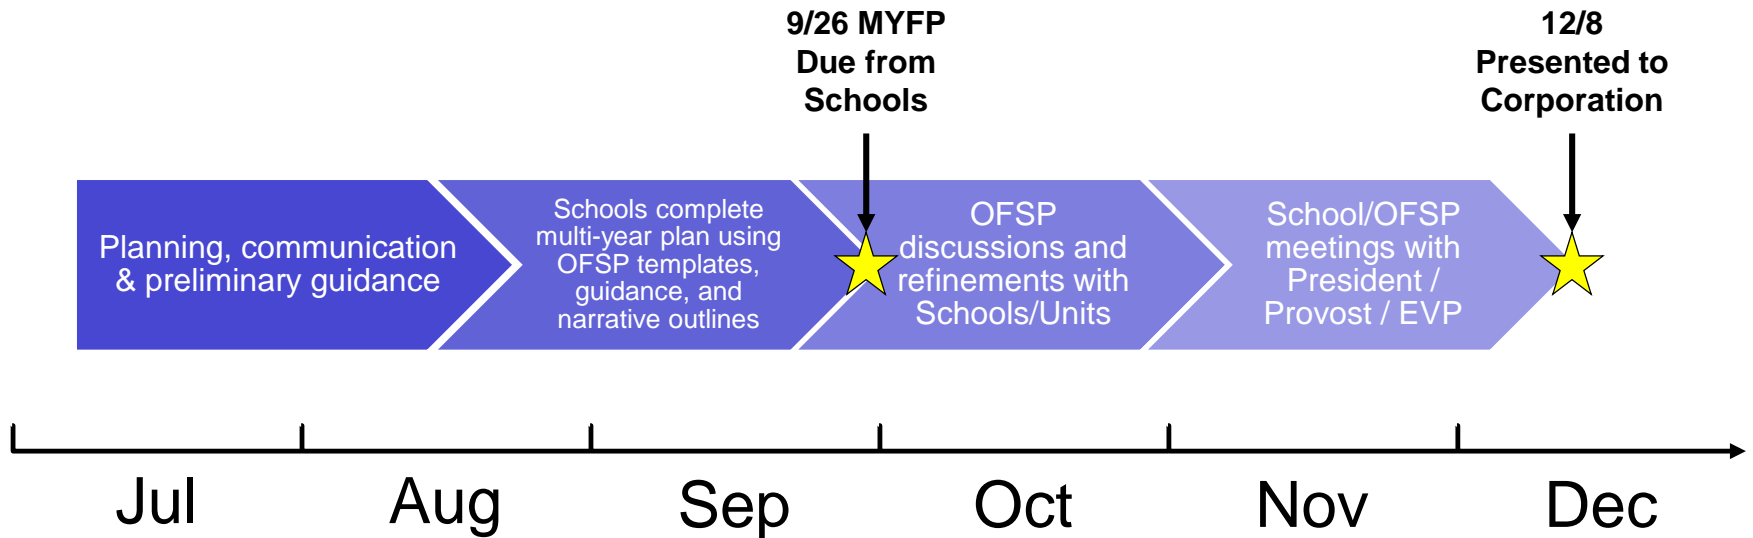 9/26 MYFP
Due from
Schools
12/8
Presented to
Corporation
Planning, communication
& preliminary guidance
Schools complete
multi-year plan using
OFSP templates,
guidance, and
narrative outlines
OFSP
discussions and
refinements with
Schools/Units
School/OFSP
meetings with
President /
Provost / EVP
Jul
Aug
Sep
Oct
Nov
Dec